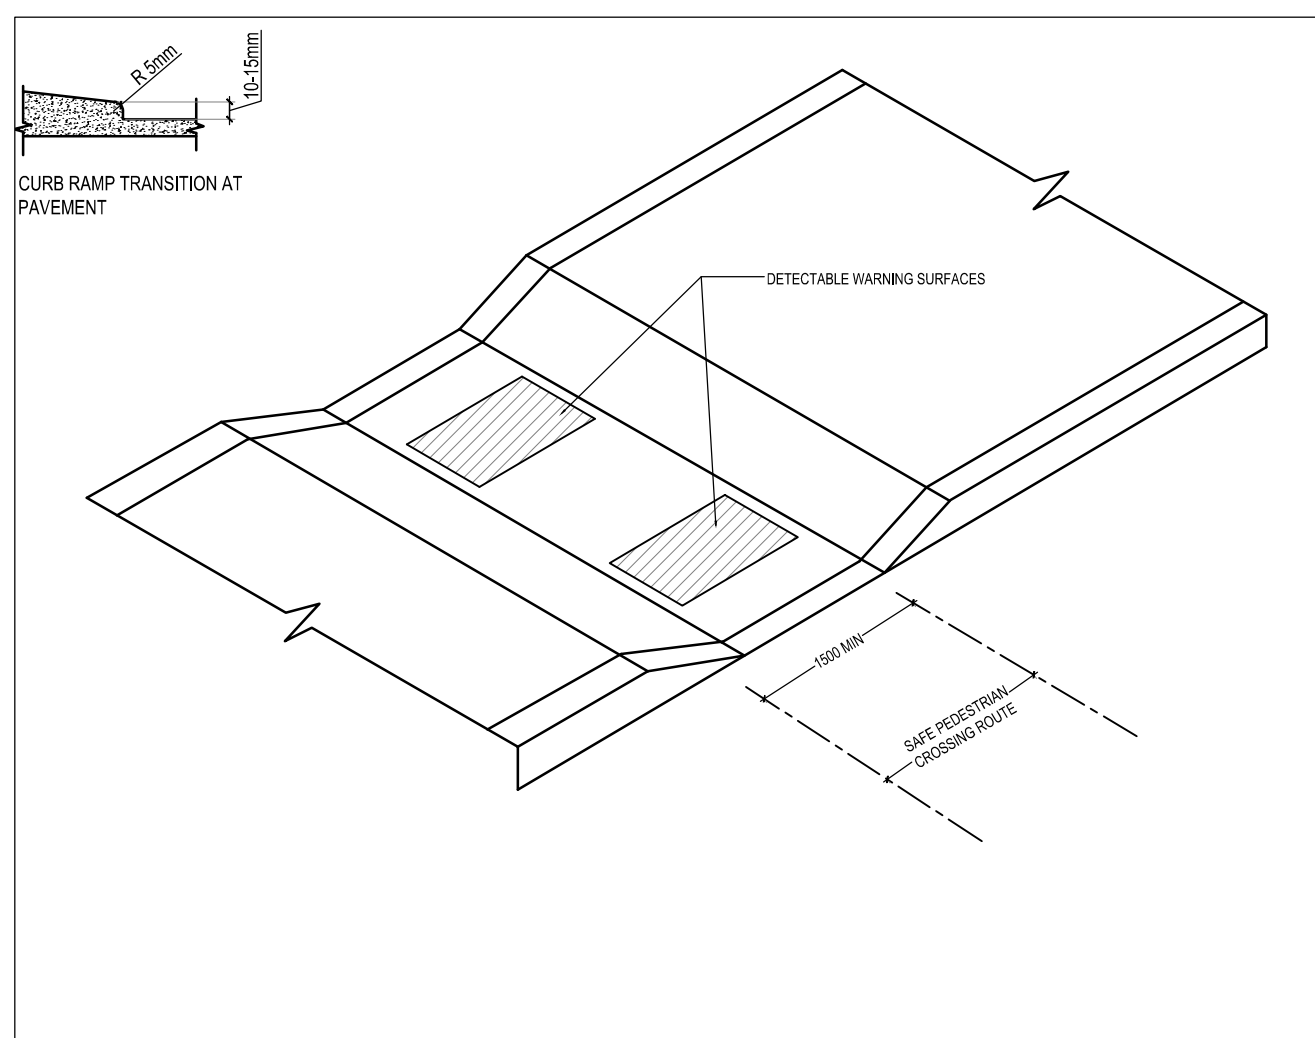 R 5mm
10-15mm
CURB RAMP TRANSITION AT
PAVEMENT
DETECTABLE WARNING SURFACES
1500 MIN
SAFE PEDESTRIAN
CROSSING ROUTE